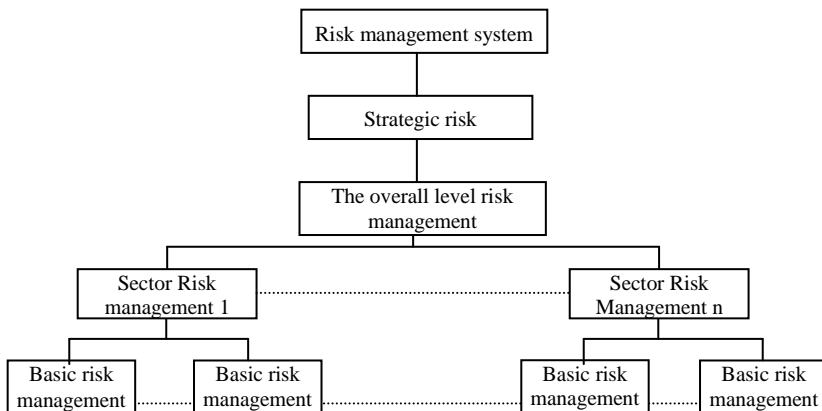 Risk management system
Strategic risk
The overall level risk
management
Sector Risk
management 1
Sector Risk
Management n
Basic risk
management
Basic risk
management
Basic risk
management
Basic risk
management